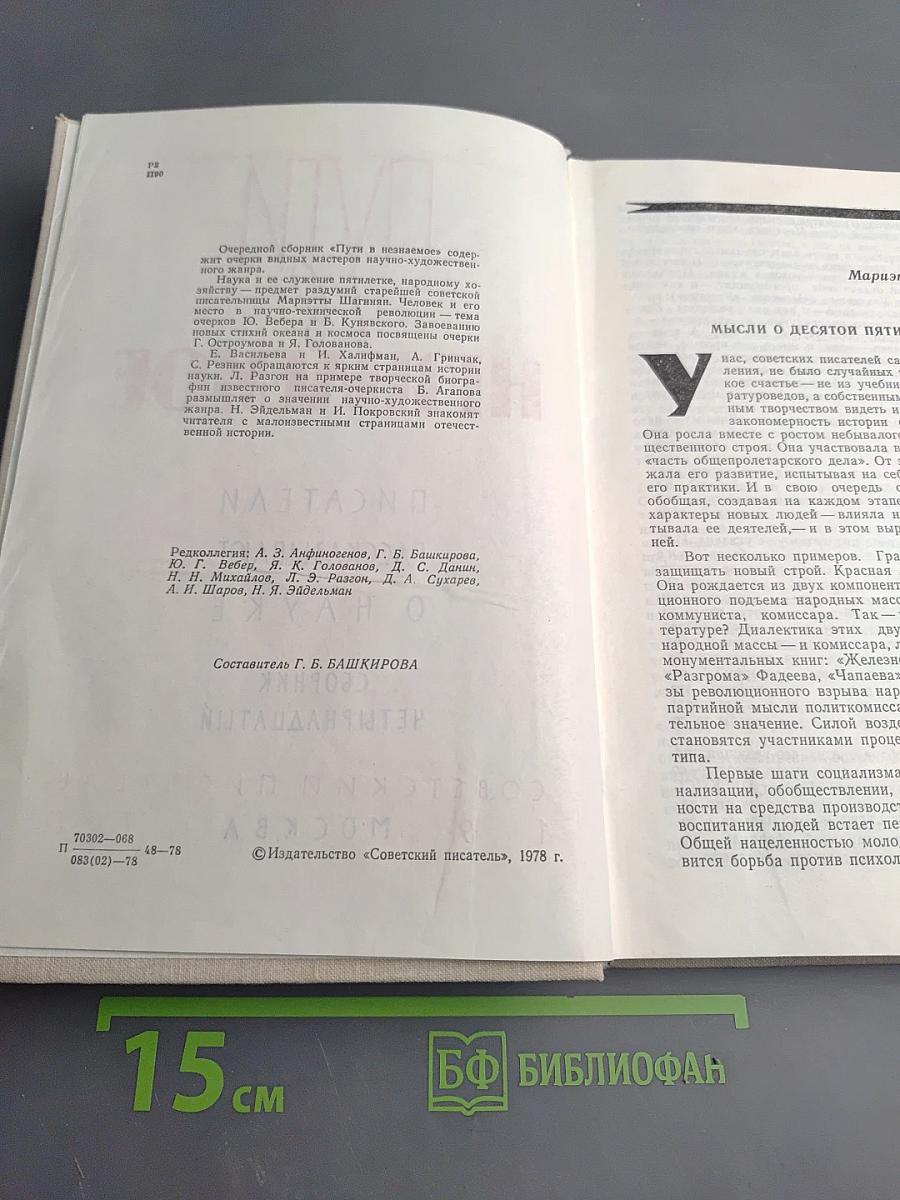 Р2
П90
Очередной сборник «Пути в незнаемое» содер-
жит очерки видных мастеров научно-художествен-
ного жанра.
Наука и ее служение пятилетке, народному хо-
зяйству — предмет раздумий старейшей советской
писательницы Мариэтты Шагинян. Человек и его
место в научно-технической революции — тема
очерков Ю. Вебера и Б. Кунявского. Завоеванию
новых стихий океана и космоса посвящены очерки
Г. Остроумова и Я. Голованова.
Е. Васильева и И. Халифман, А. Гринчак,
С. Резник обращаются к ярким страницам истории
науки. Л. Разгон на примере творческой биогра-
фии известного писателя-очеркиста Б. Агапова
размышляет о значении научно-художественного
жанра. Н. Эйдельман и И. Покровский знакомят
читателя с малоизвестными страницами отечест-
венной истории.
Редколлегия: А. З. Анфиногенов, Г. Б. Башкирова,
Ю. Г. Вебер, Я. К. Голованов, Д. С. Данин,
Н. Н. Михайлов, Л. Э. Разгон, Д. А. Сухарев,
А. И. Шаров, Н. Я. Эйдельман
Составитель Г. Б. БАШКИРОВА
П 70302—068 48—78
083(02)—78
© Издательство «Советский писатель», 1978 г.
Мариэт
МЫСЛИ О ДЕСЯТОЙ ПЯТИ
У нас, советских писателей са
ления, не было случайных
кое счастье — не из учебни
ратуроведов, а собственным
ным творчеством видеть и
закономерность истории
Она росла вместе с ростом небывалог
щественного строя. Она участвовала в
«часть общепролетарского дела». От
жала его развитие, испытывая на себ
его практики. И в свою очередь
обобщая, создавая на каждом этапе
характеры новых людей — влияла н
тывала ее деятелей,— и в этом выр
ней.
Вот несколько примеров. Гра
защищать новый строй. Красная
Она рождается из двух компонент
ционного подъема народных масс
коммуниста, комиссара. Так —
тературе? Диалектика этих дву
народной массы — и комиссара, л
монументальных книг: «Железно
«Разгрома» Фадеева, «Чапаева»
зы революционного взрыва нар
партийной мысли политкомисса
тельное значение. Силой возде
становятся участниками проце
типа.
Первые шаги социализма
нализации, обобществлении,
ности на средства производст
воспитания людей встает пе
Общей нацеленностью моло
вится борьба против психол
15 см
БФ БИБЛИОФАН